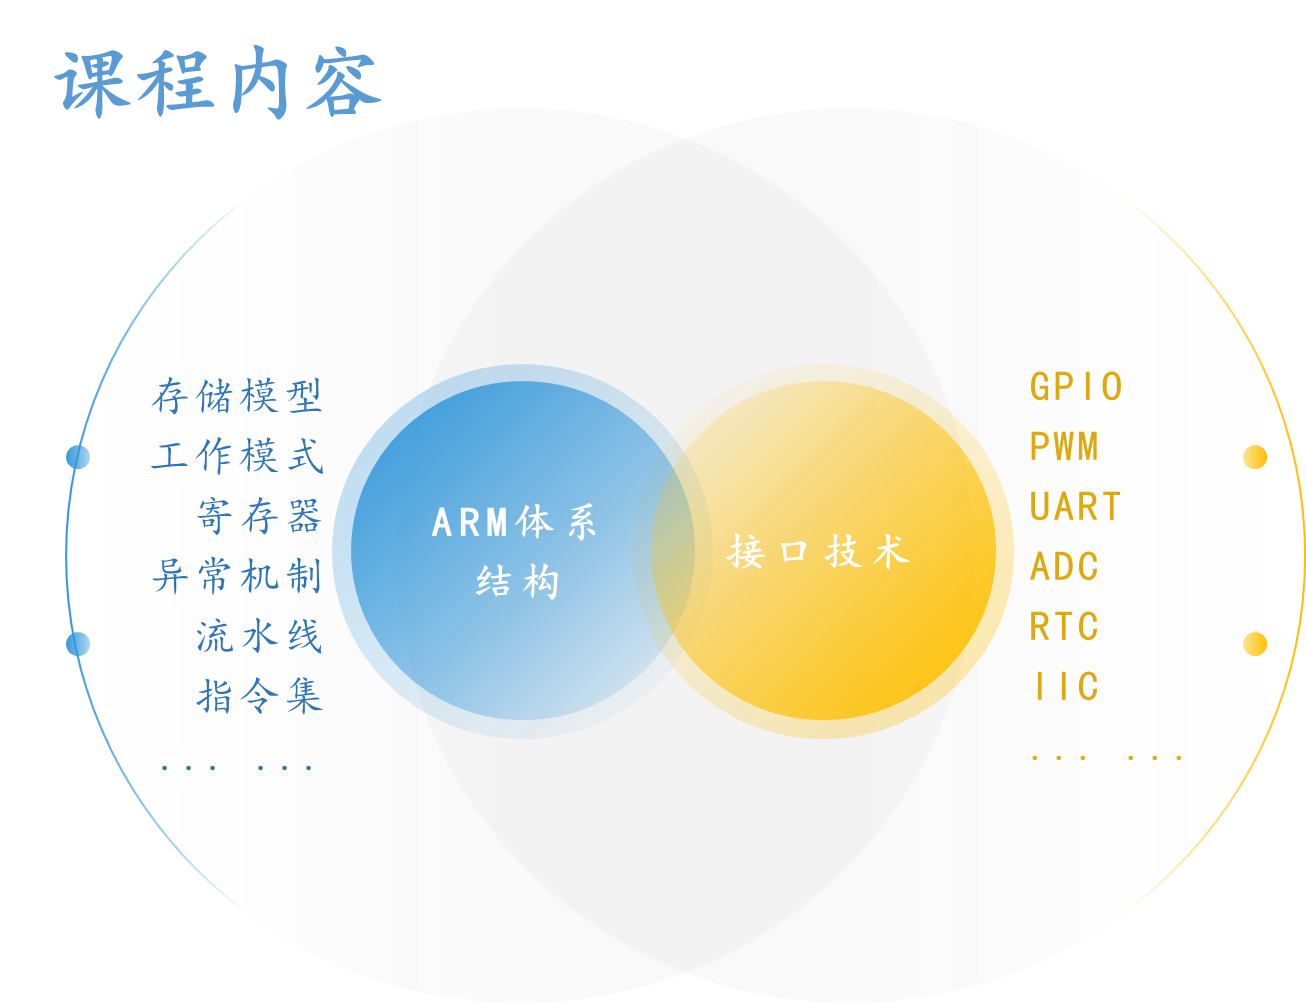 课程内容
存储模型
工作模式
寄存器
异常机制
流水线
指令集
... ...
ARM体系
结构
接口技术
GPIO
PWM
UART
ADC
RTC
IIC
... ...